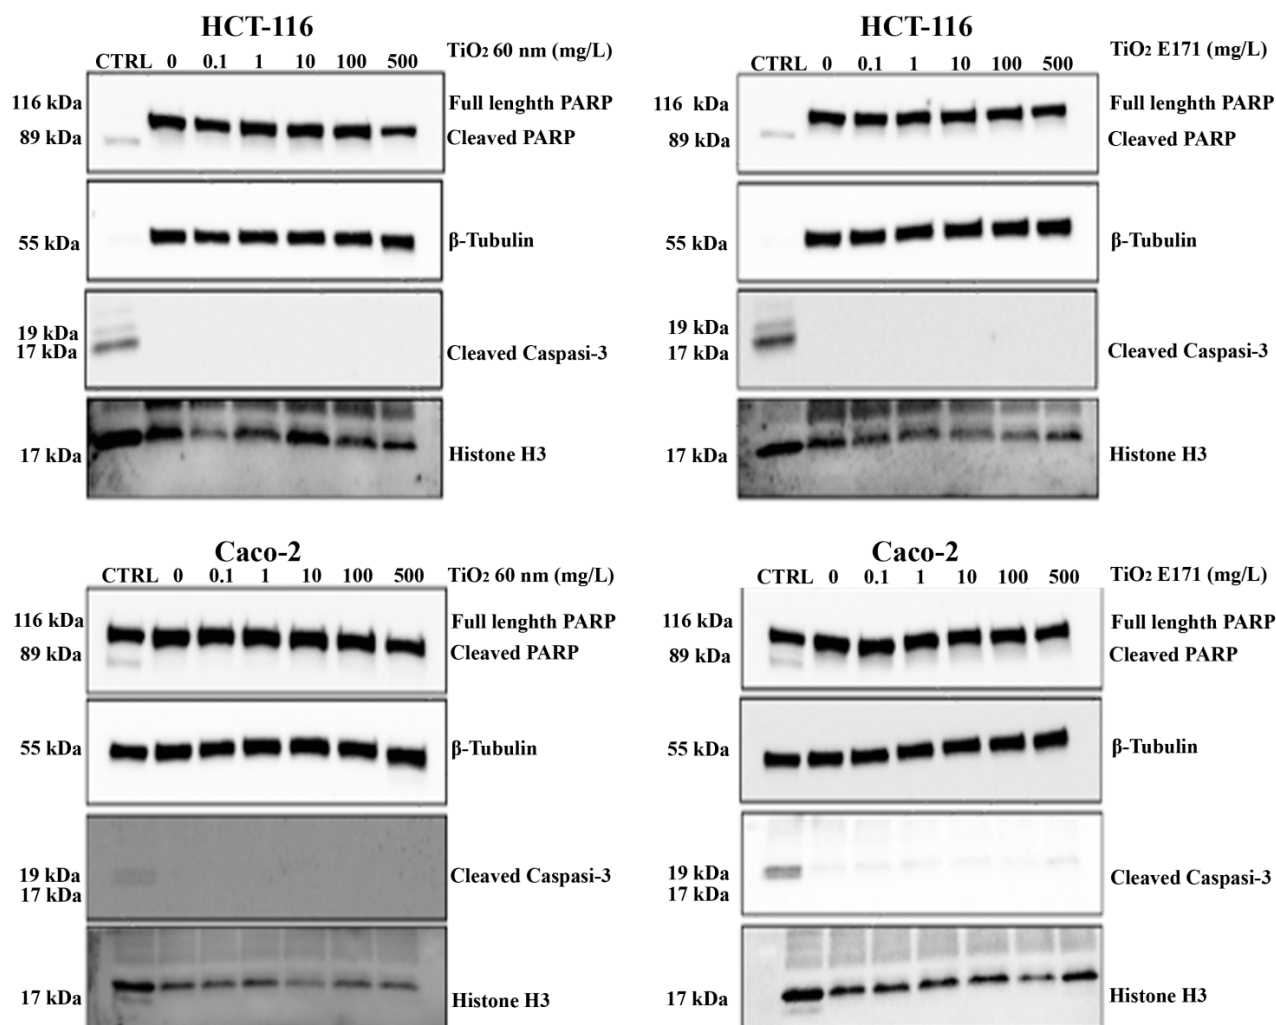 HCT-116
CTRL 0 0.1 1 10 100 500 TiO₂ 60 nm (mg/L)
116 kDa Full lenghth PARP
89 kDa Cleaved PARP
55 kDa β-Tubulin
19 kDa
17 kDa Cleaved Caspasi-3
17 kDa Histone H3
HCT-116
CTRL 0 0.1 1 10 100 500 TiO₂ E171 (mg/L)
116 kDa Full lenghth PARP
89 kDa Cleaved PARP
55 kDa β-Tubulin
19 kDa
17 kDa Cleaved Caspasi-3
17 kDa Histone H3
Caco-2
CTRL 0 0.1 1 10 100 500 TiO₂ 60 nm (mg/L)
116 kDa Full lenghth PARP
89 kDa Cleaved PARP
55 kDa β-Tubulin
19 kDa Cleaved Caspasi-3
17 kDa
17 kDa Histone H3
Caco-2
CTRL 0 0.1 1 10 100 500 TiO₂ E171 (mg/L)
116 kDa Full lenghth PARP
89 kDa Cleaved PARP
55 kDa β-Tubulin
19 kDa Cleaved Caspasi-3
17 kDa
17 kDa Histone H3